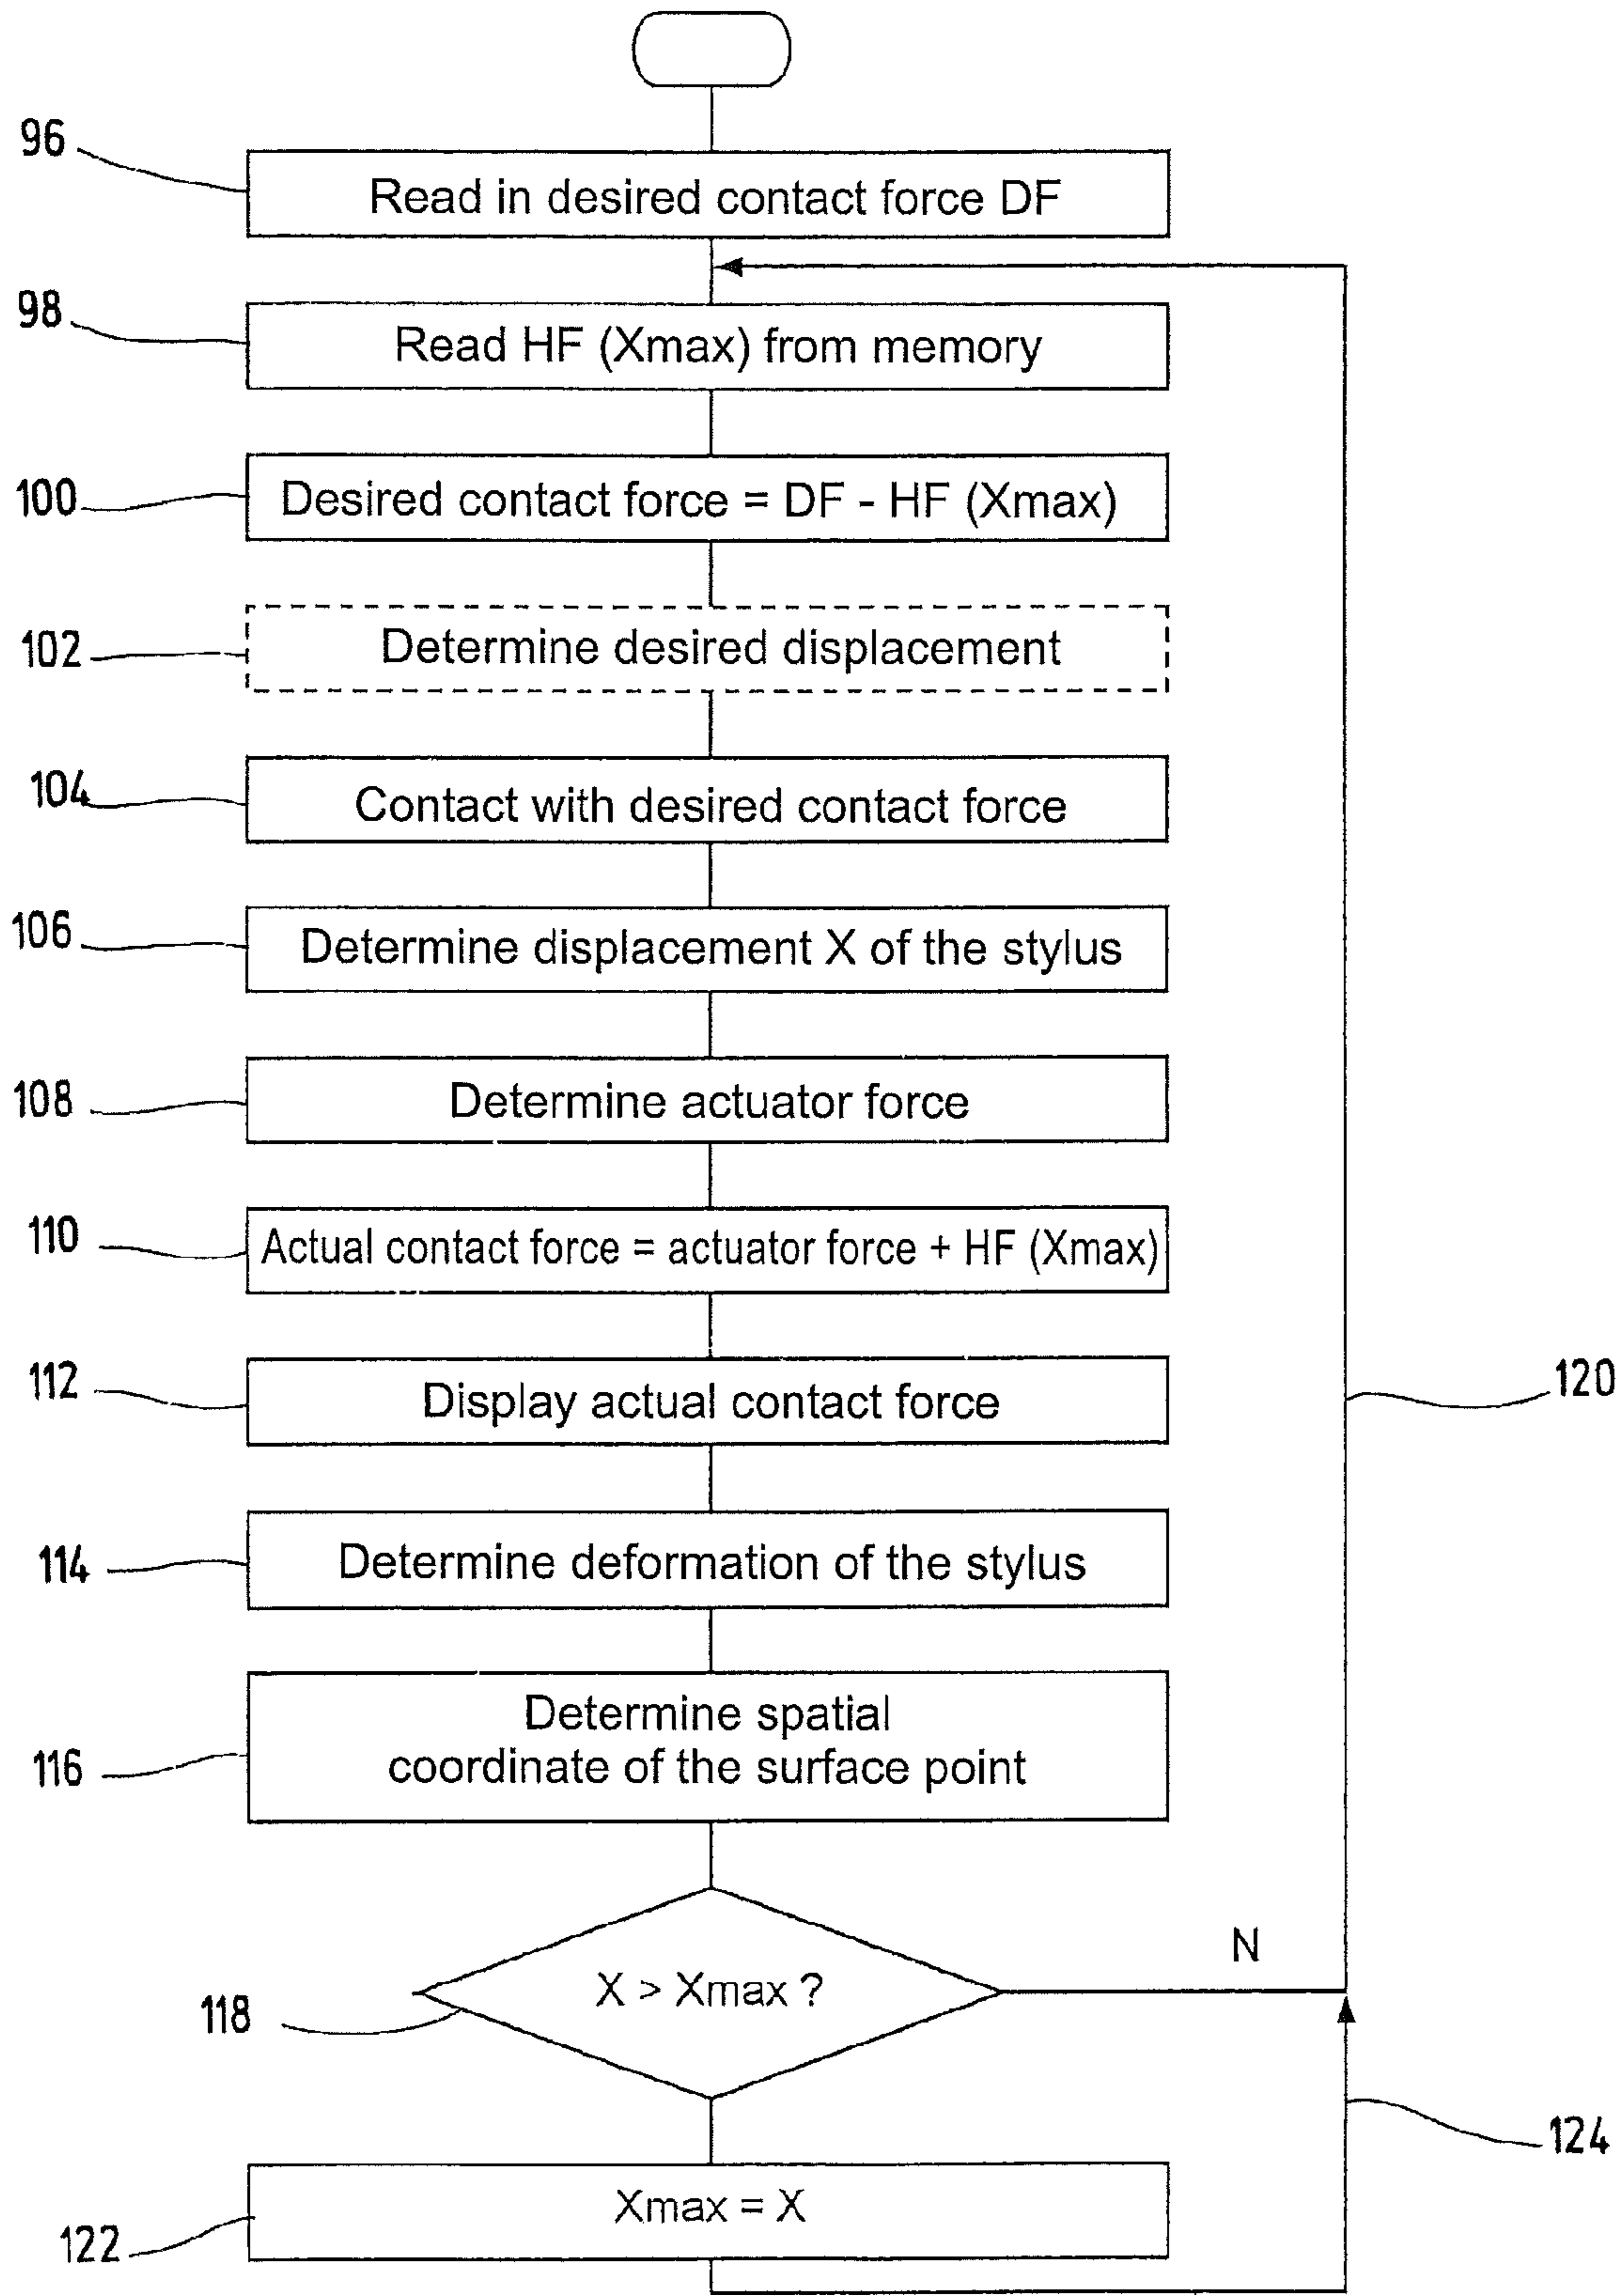 96
Read in desired contact force DF
98
Read HF (Xmax) from memory
100
Desired contact force = DF - HF (Xmax)
102
Determine desired displacement
104
Contact with desired contact force
106
Determine displacement X of the stylus
108
Determine actuator force
110
Actual contact force = actuator force + HF (Xmax)
112
Display actual contact force
120
114
Determine deformation of the stylus
116
Determine spatial
coordinate of the surface point
N
118
X > Xmax ?
124
122
Xmax = X